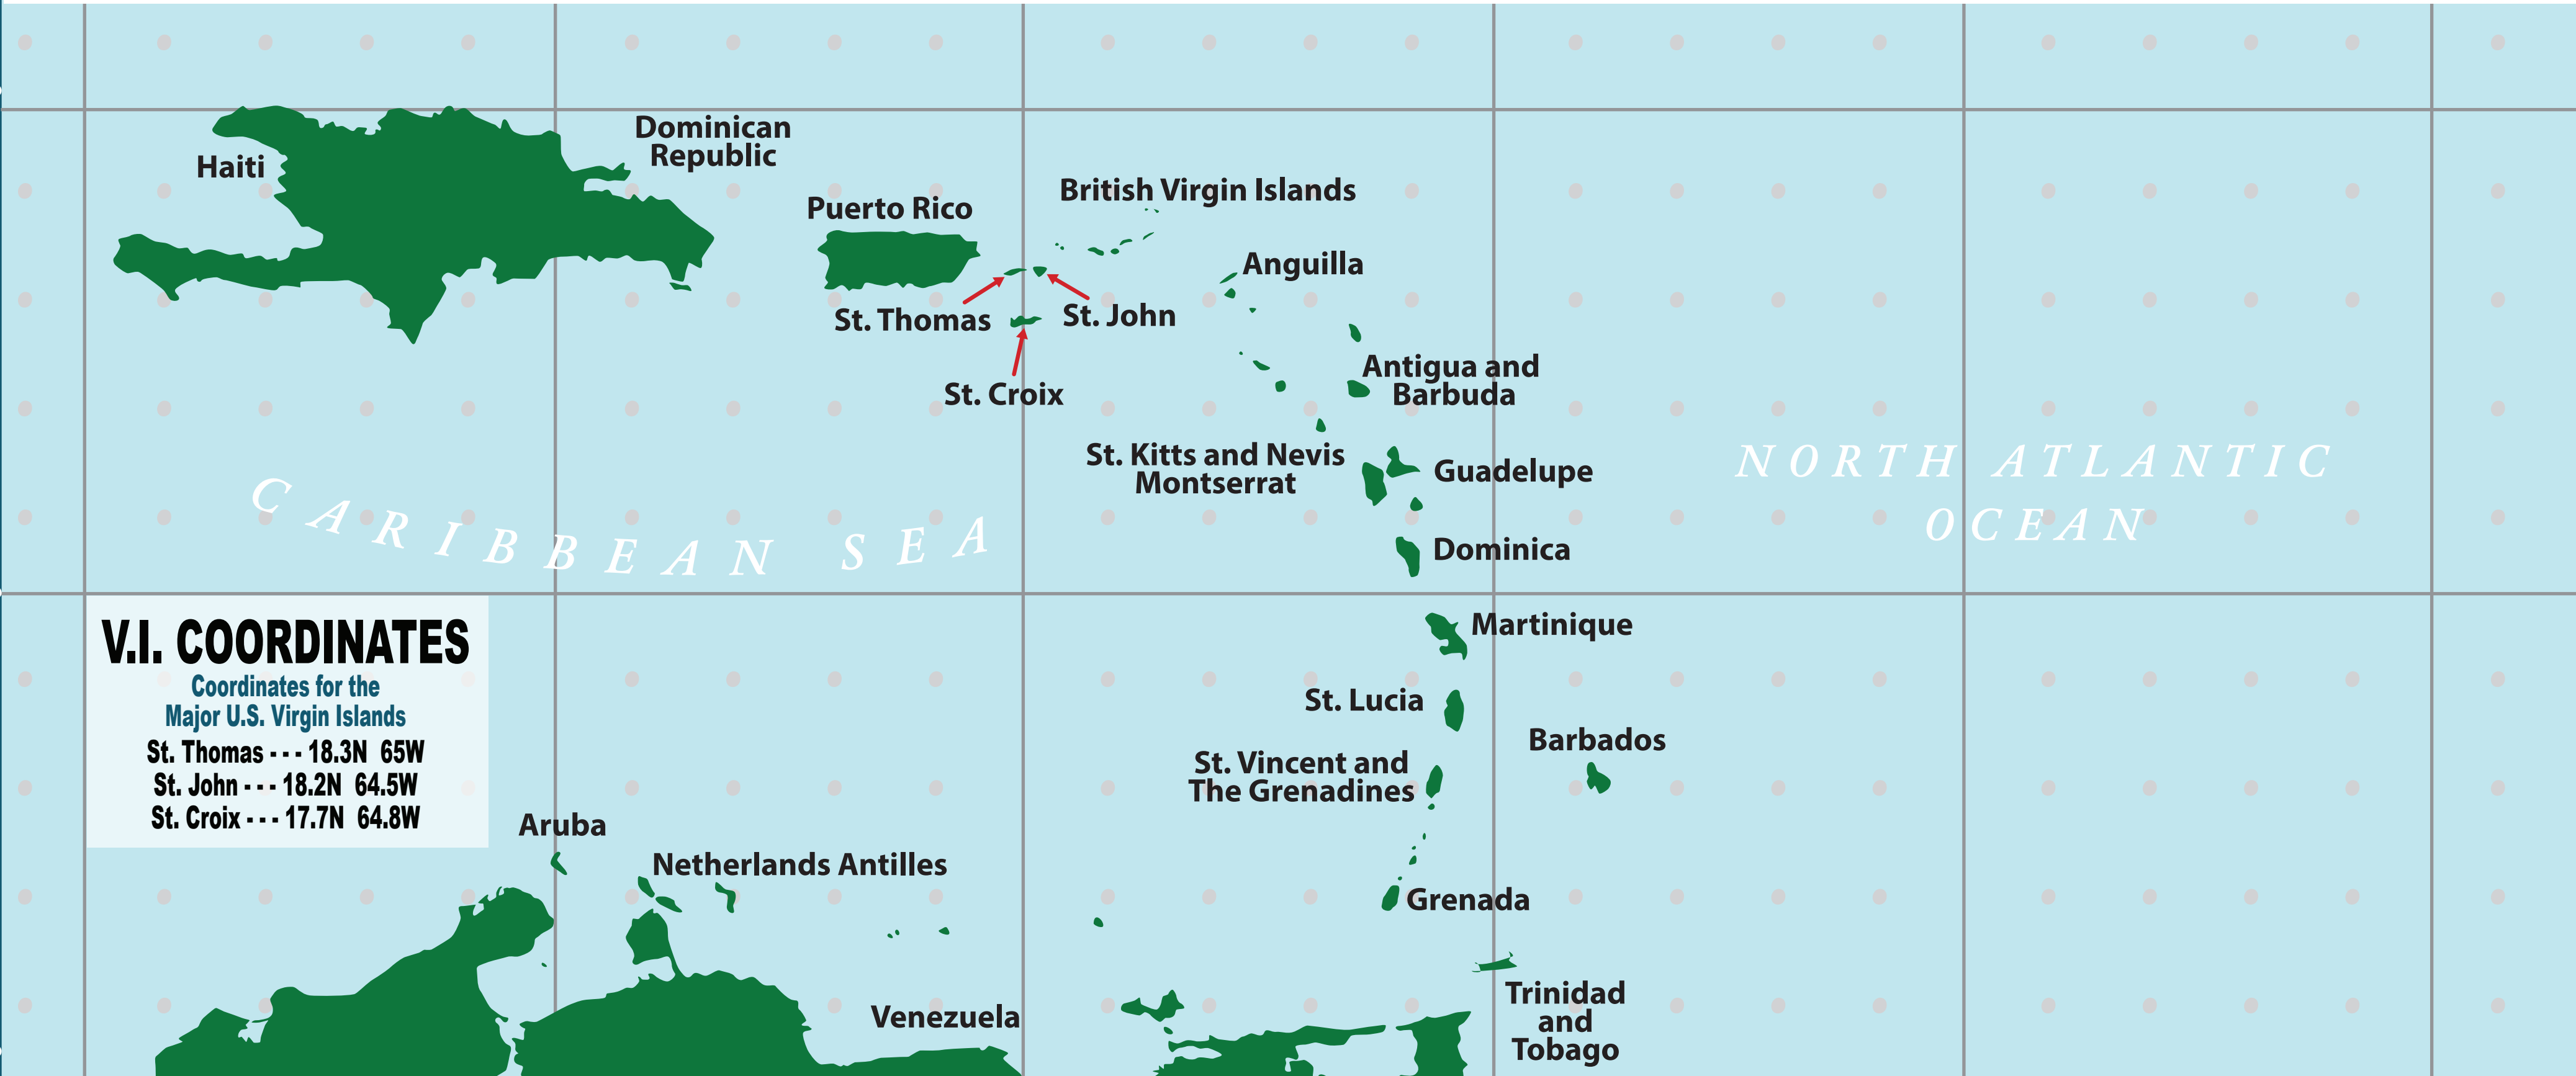 Dominican
Republic
Haiti
Puerto Rico
British Virgin Islands
Anguilla
St. Thomas
St. John
St. Croix
Antigua and
Barbuda
St. Kitts and Nevis
Montserrat
Guadelupe
NORTH ATLANTIC
OCEAN
CARIBBEAN SEA
Dominica
V.I. COORDINATES
Coordinates for the
Major U.S. Virgin Islands
St. Thomas - - - 18.3N 65W
St. John - - - 18.2N 64.5W
St. Croix - - - 17.7N 64.8W
Martinique
St. Lucia
Barbados
St. Vincent and
The Grenadines
Aruba
Netherlands Antilles
Grenada
Venezuela
Trinidad
and
Tobago